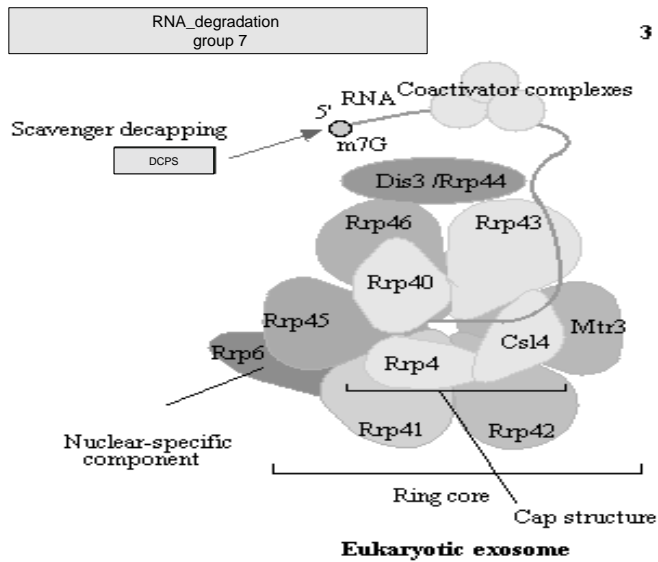 RNA_degradation
group 7
3
Coactivator complexes
RNA
5'
m7G
Scavenger decapping
DCPS
Dis3 /Rrp44
Rrp46
Rrp43
Rrp40
Rrp45
Mtr3
Csl4
Rrp6
Rrp4
Rrp41
Rrp42
Nuclear-specific
component
Ring core
Cap structure
Eukaryotic exosome